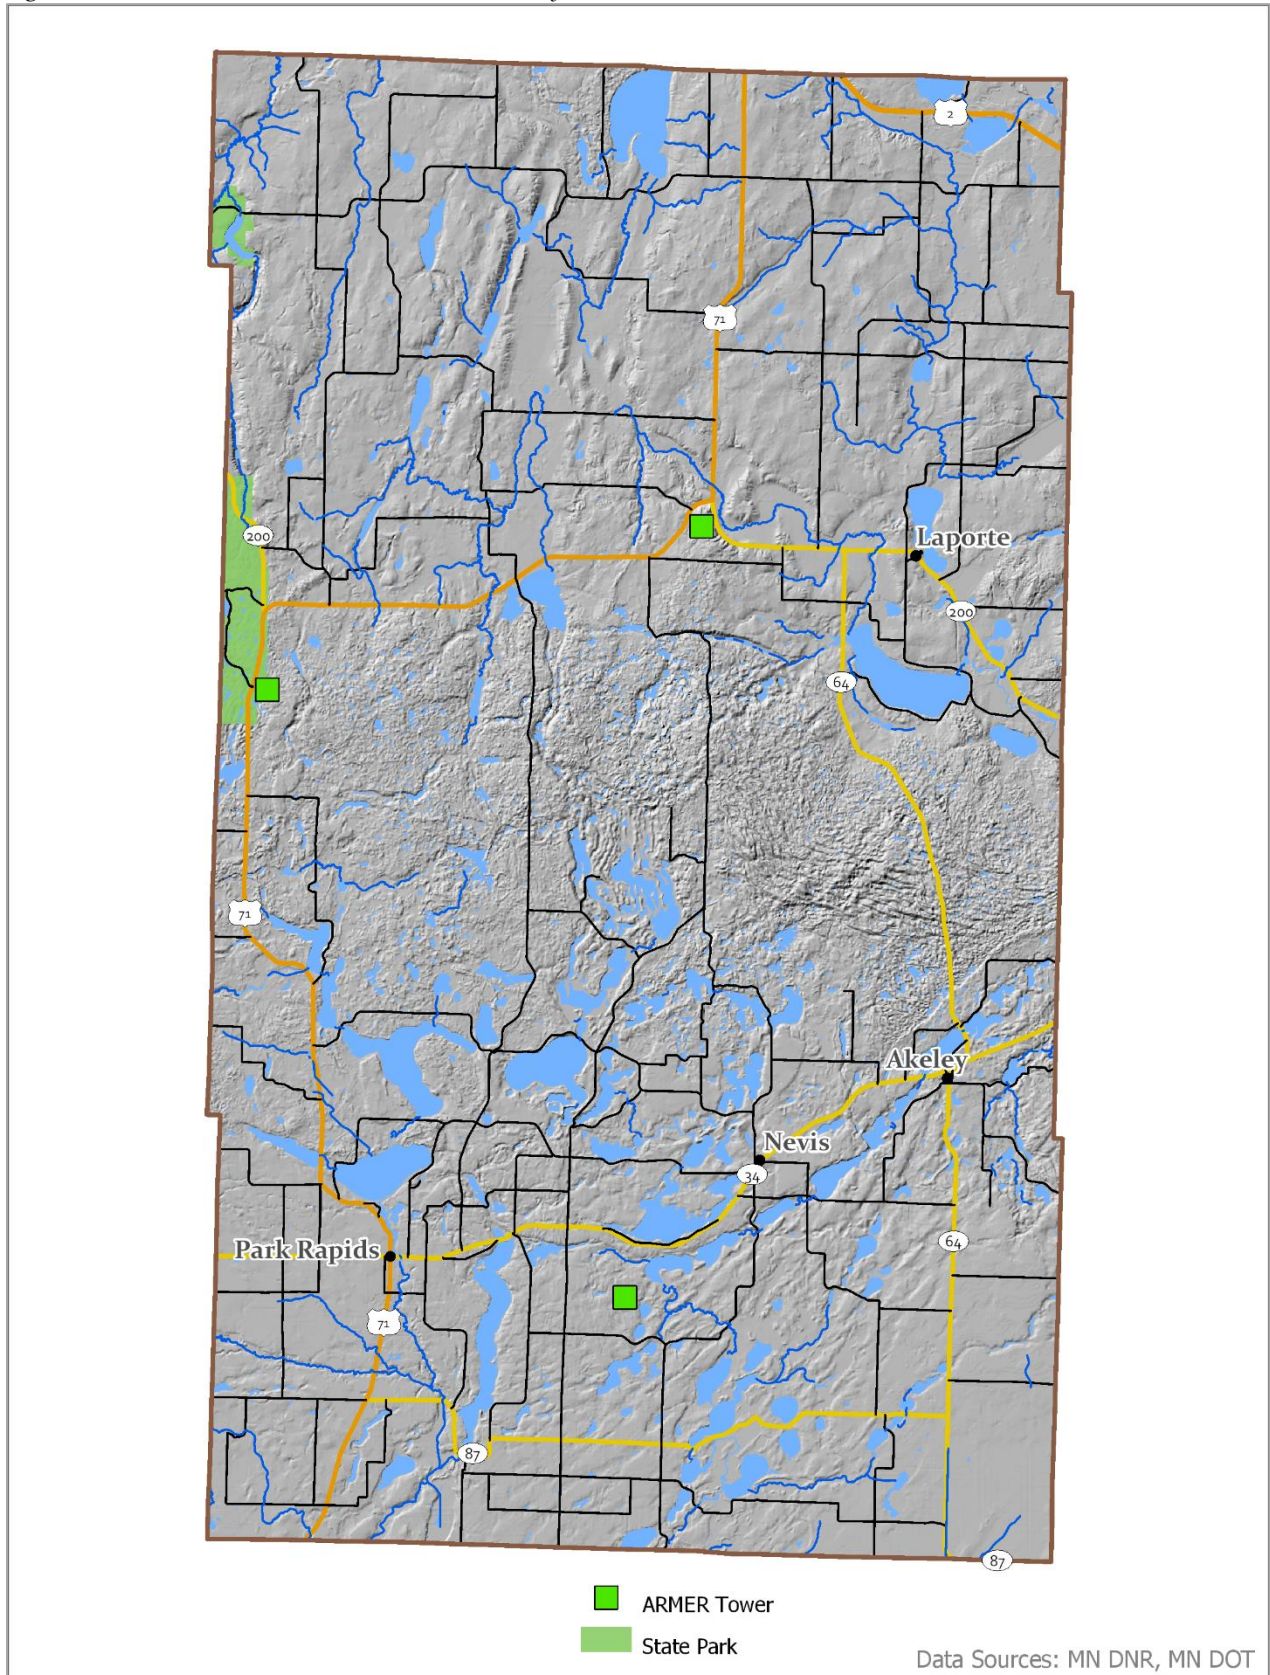 2
71
200
Laporte
200
64
71
Akeley
Nevis
34
Park Rapids
64
71
87
87
ARMER Tower
State Park
Data Sources: MN DNR, MN DOT